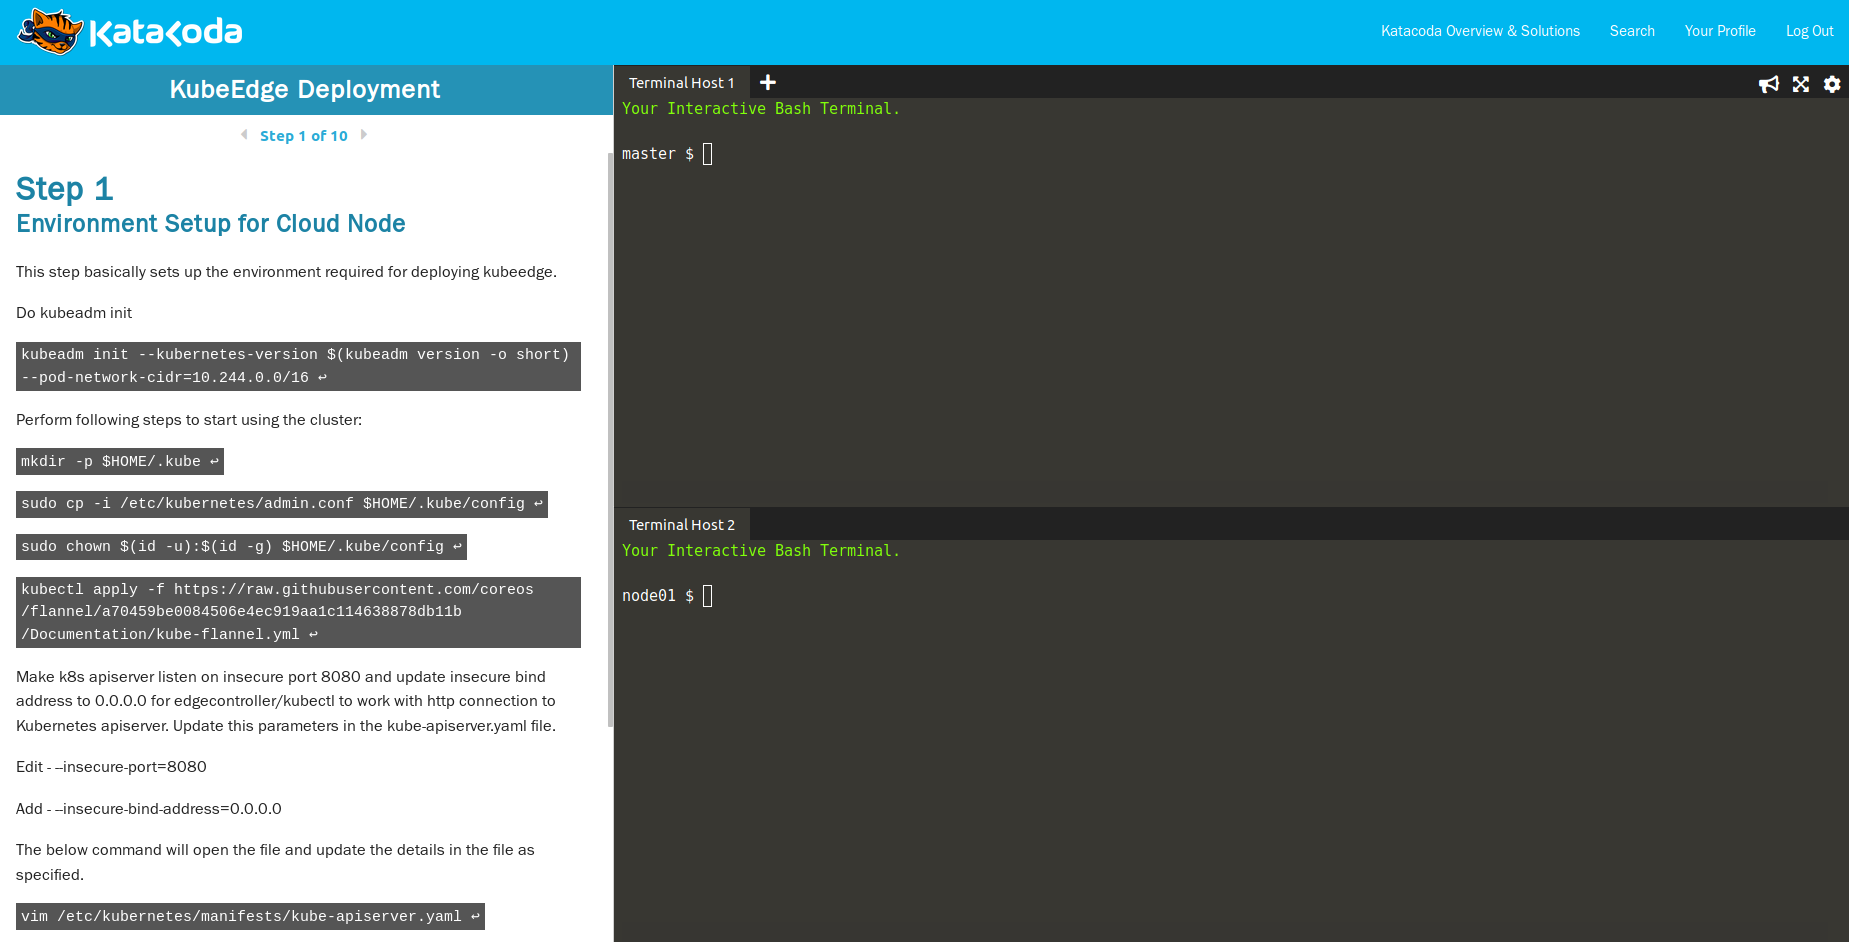 Katacoda
Katacoda Overview & Solutions
Search
Your Profile
Log Out
KubeEdge Deployment
Step 1 of 10
Step 1
Environment Setup for Cloud Node
This step basically sets up the environment required for deploying kubeedge.
Do kubeadm init
kubeadm init --kubernetes-version $(kubeadm version -o short)
--pod-network-cidr=10.244.0.0/16 ↩
Perform following steps to start using the cluster:
mkdir -p $HOME/.kube ↩
sudo cp -i /etc/kubernetes/admin.conf $HOME/.kube/config ↩
sudo chown $(id -u):$(id -g) $HOME/.kube/config ↩
kubectl apply -f https://raw.githubusercontent.com/coreos
/flannel/a70459be0084506e4ec919aa1c114638878db11b
/Documentation/kube-flannel.yml ↩
Make k8s apiserver listen on insecure port 8080 and update insecure bind
address to 0.0.0.0 for edgecontroller/kubectl to work with http connection to
Kubernetes apiserver. Update this parameters in the kube-apiserver.yaml file.
Edit - –insecure-port=8080
Add - –insecure-bind-address=0.0.0.0
The below command will open the file and update the details in the file as
specified.
vim /etc/kubernetes/manifests/kube-apiserver.yaml ↩
Terminal Host 1
Your Interactive Bash Terminal.
master $
Terminal Host 2
Your Interactive Bash Terminal.
node01 $